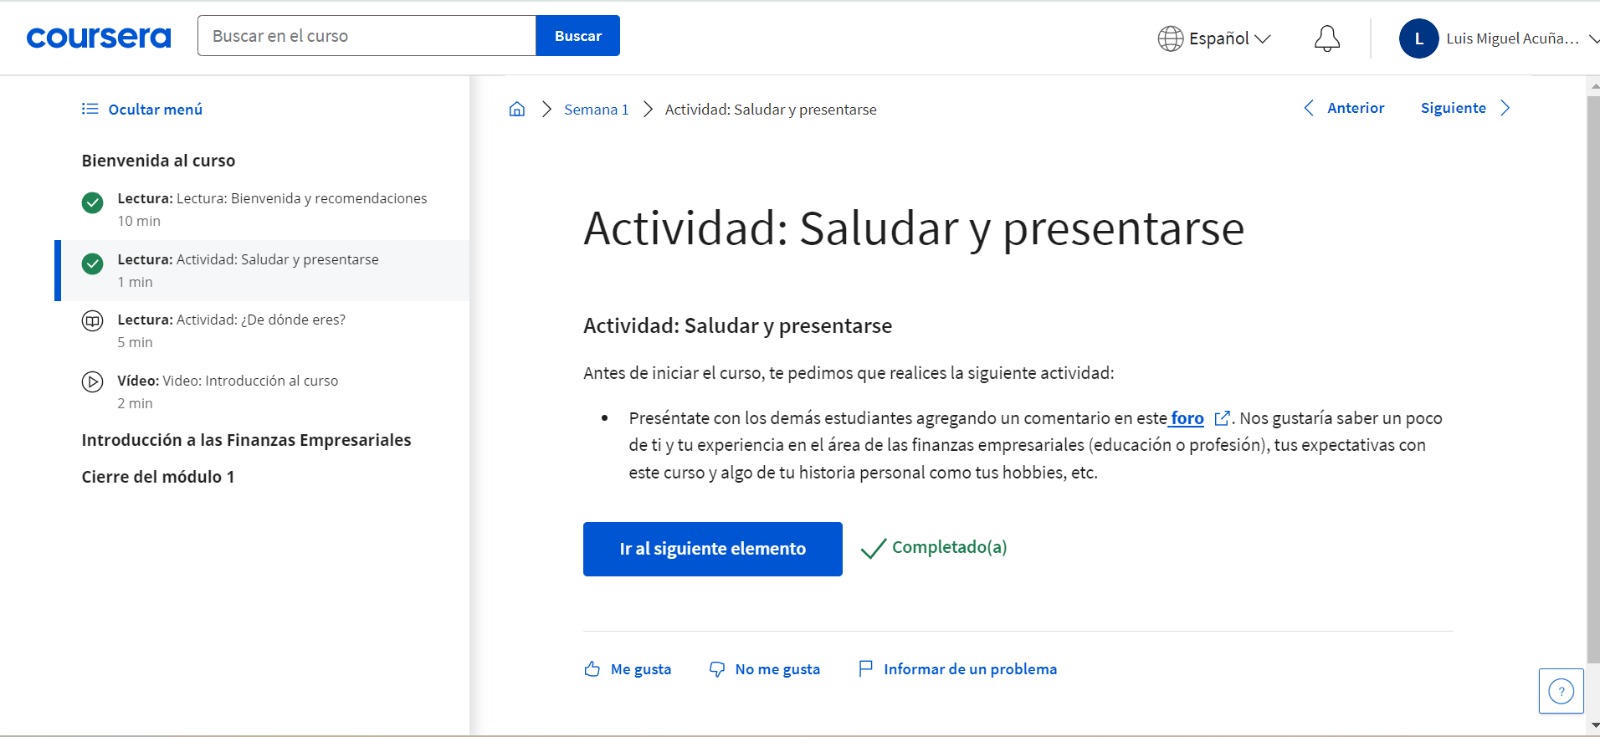 coursera
Buscar en el curso
Buscar
Español
L
Luis Miguel Acuña...
Ocultar menú
Bienvenida al curso
Lectura: Lectura: Bienvenida y recomendaciones
10 min
Lectura: Actividad: Saludar y presentarse
1 min
Lectura: Actividad: ¿De dónde eres?
5 min
Vídeo: Video: Introducción al curso
2 min
Introducción a las Finanzas Empresariales
Cierre del módulo 1
Semana 1
Actividad: Saludar y presentarse
Anterior
Siguiente
Actividad: Saludar y presentarse
Actividad: Saludar y presentarse
Antes de iniciar el curso, te pedimos que realices la siguiente actividad:
• Preséntate con los demás estudiantes agregando un comentario en este foro . Nos gustaría saber un poco
de ti y tu experiencia en el área de las finanzas empresariales (educación o profesión), tus expectativas con
este curso y algo de tu historia personal como tus hobbies, etc.
Ir al siguiente elemento
Completado(a)
Me gusta
No me gusta
Informar de un problema
?